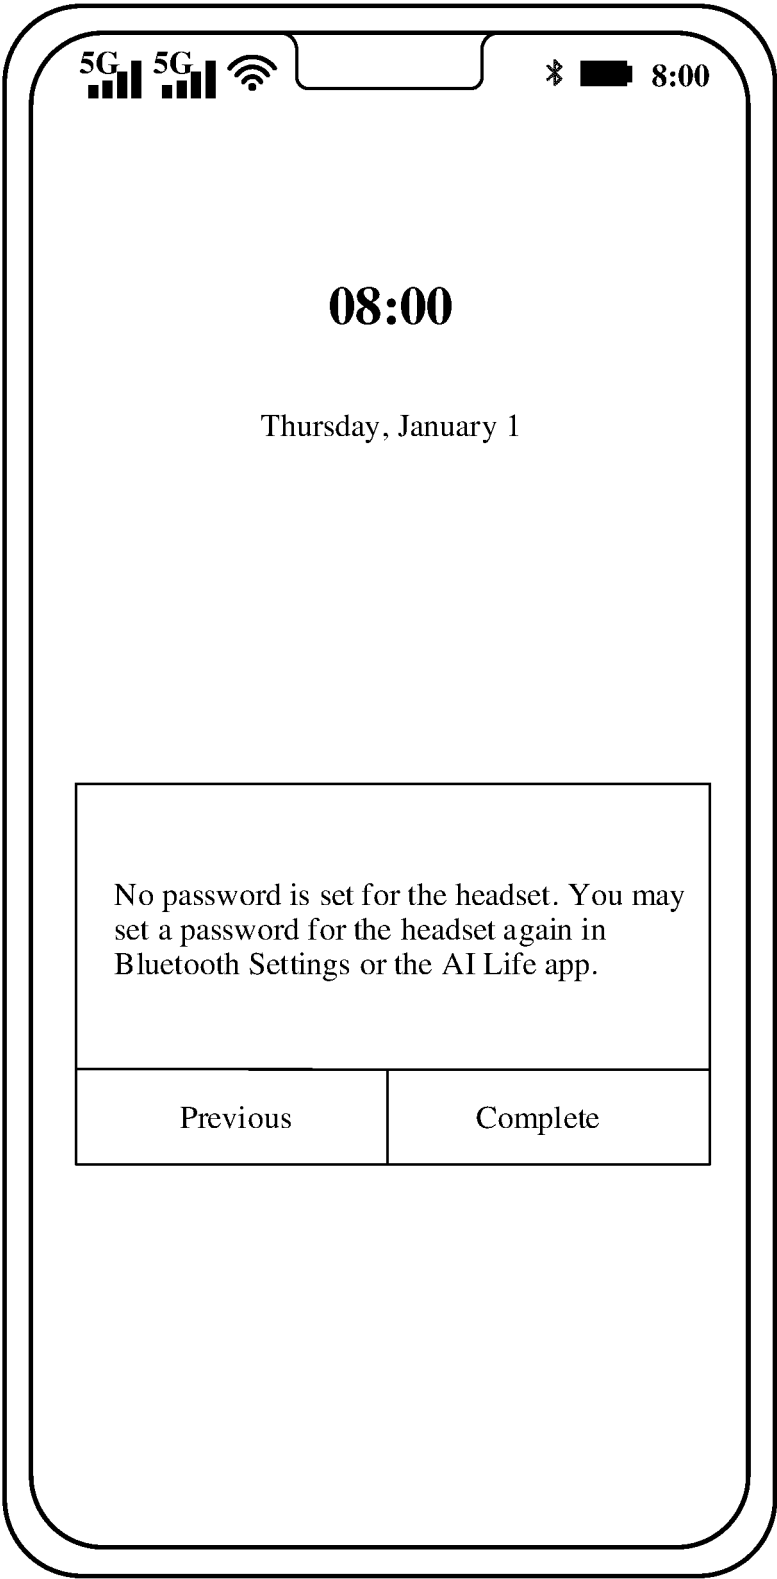 5G 5G 8:00
08:00
Thursday, January 1
No password is set for the headset. You may
set a password for the headset again in
Bluetooth Settings or the AI Life app.
Previous Complete